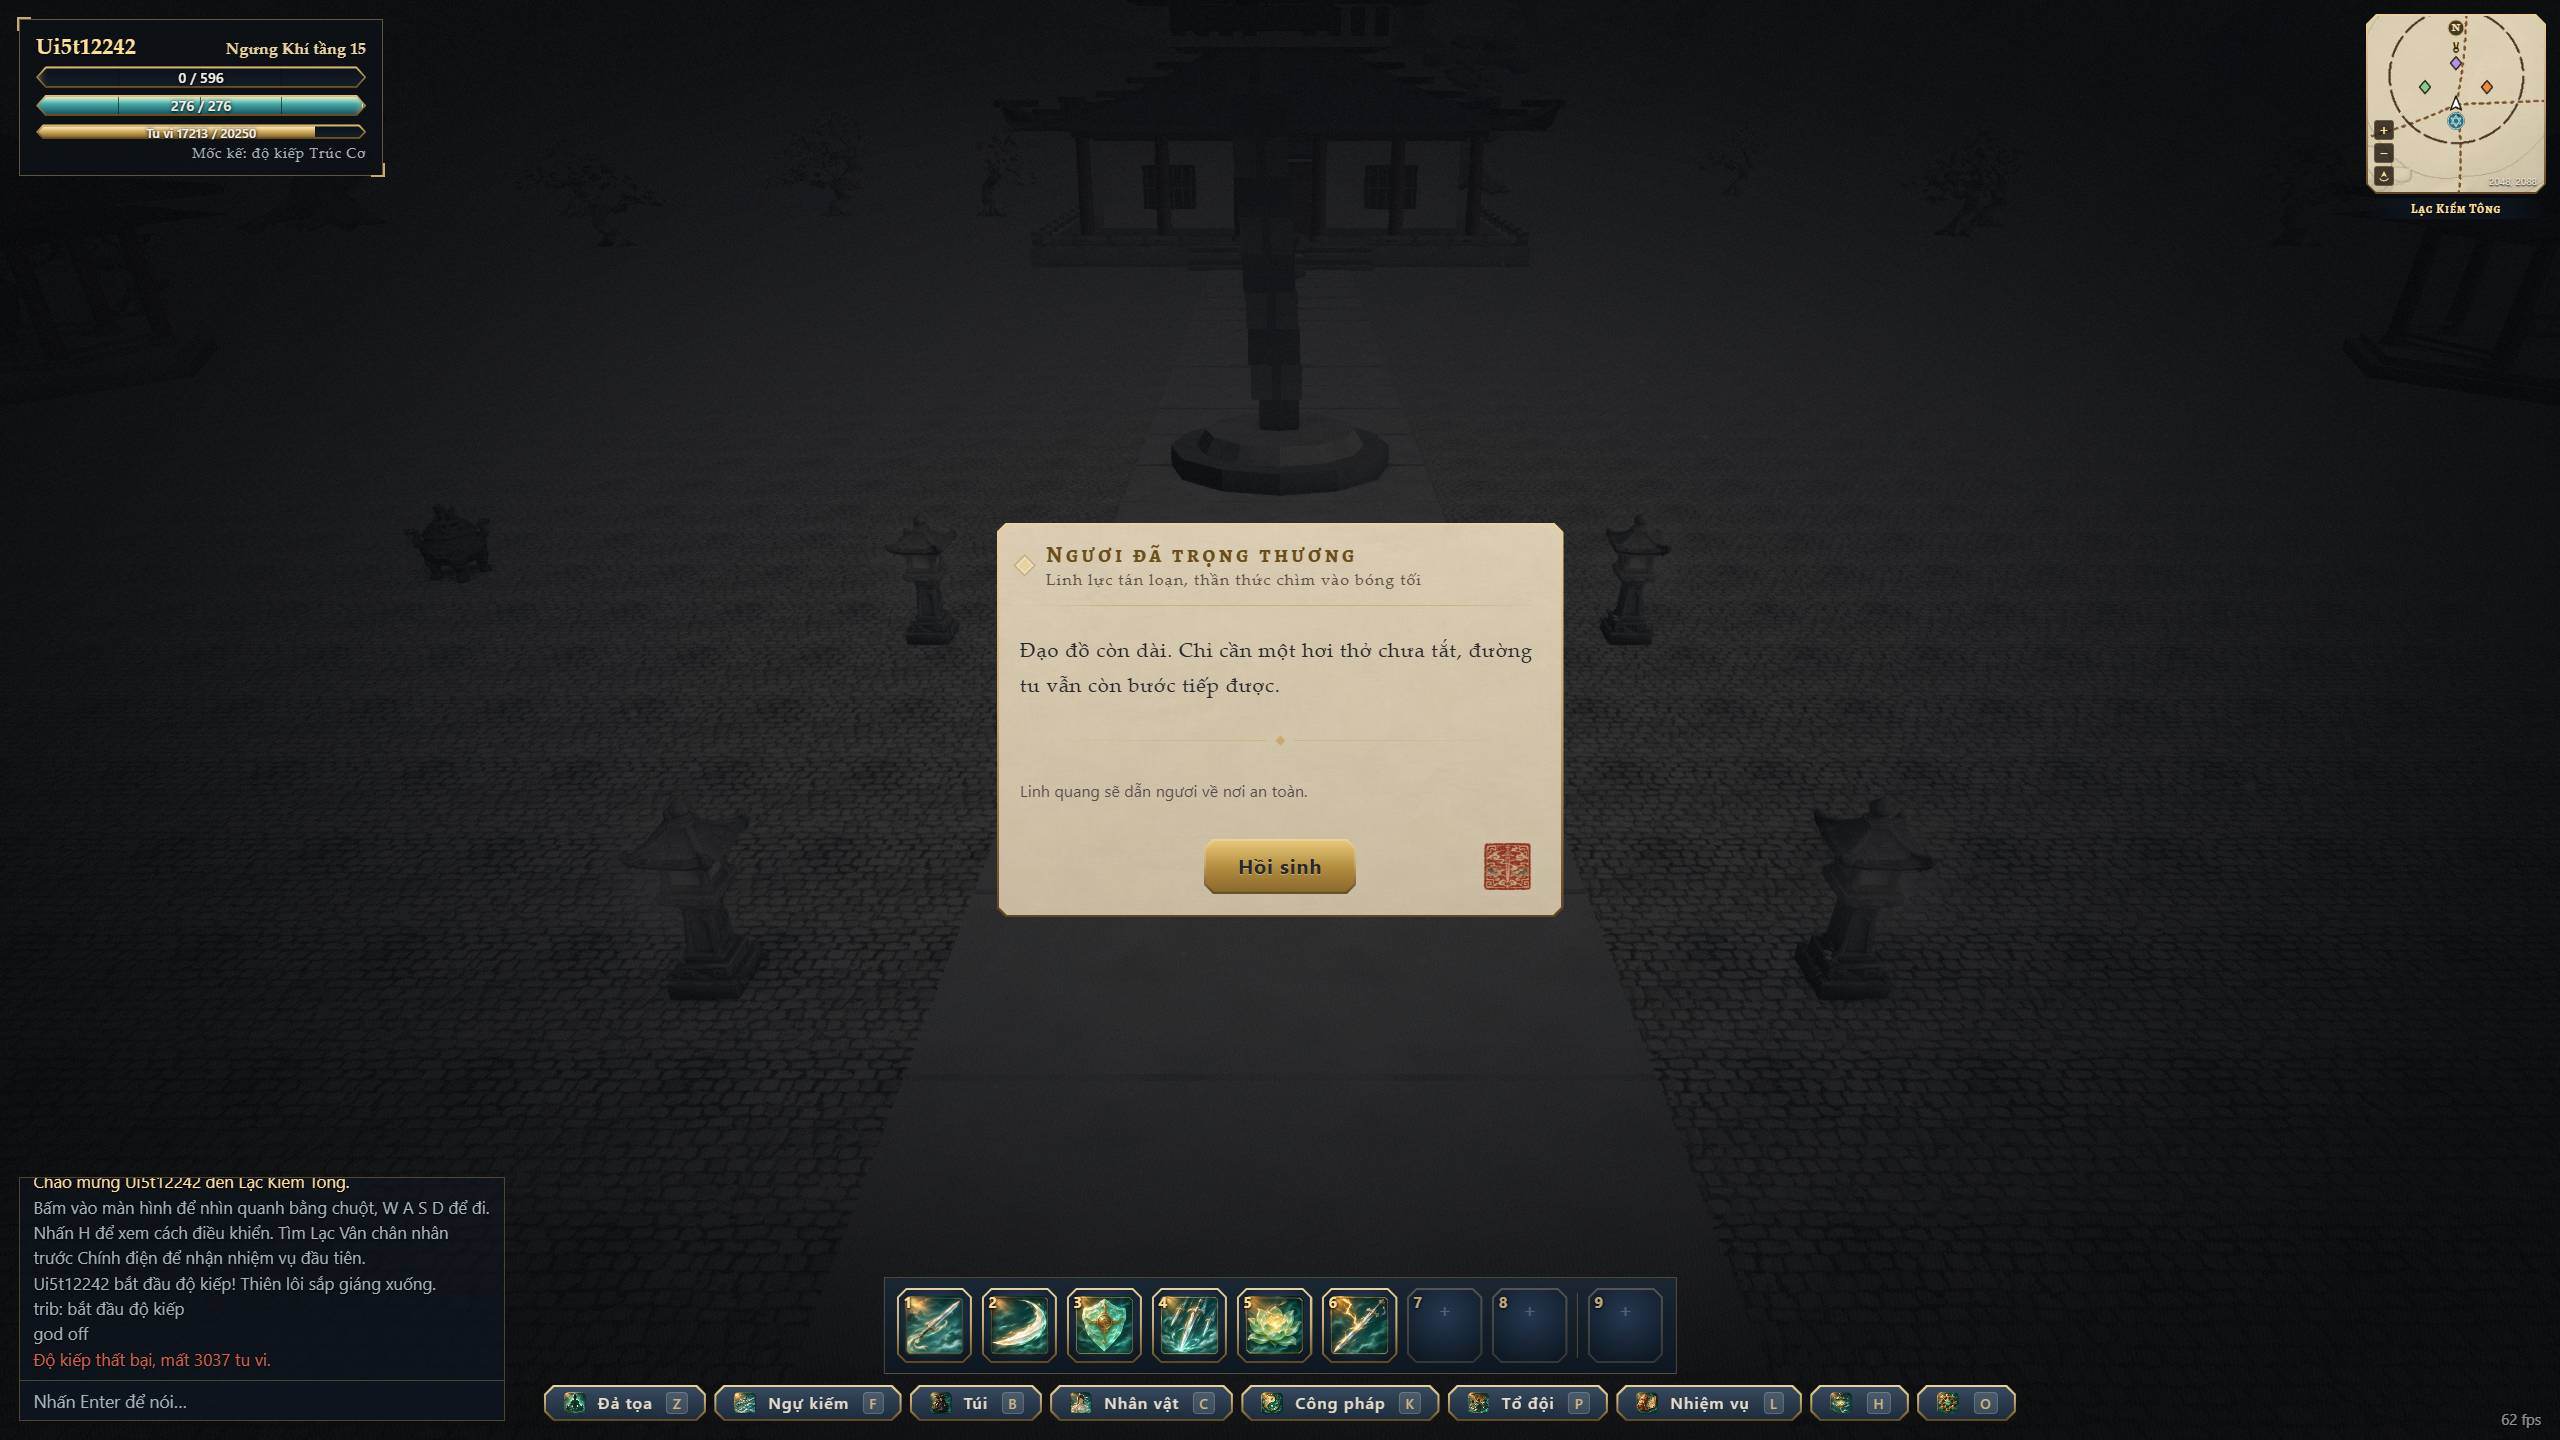 Ui5t12242
Ngưng Khí tầng 15
0 / 596
276 / 276
Tu vi 17213 / 20250
Mốc kế: độ kiếp Trúc Cơ
N
+
−
2048, 2088
Lạc Kiếm Tông
Ngươi đã trọng thương
Linh lực tán loạn, thần thức chìm vào bóng tối
Đạo đồ còn dài. Chỉ cần một hơi thở chưa tắt, đường
tu vẫn còn bước tiếp được.
Linh quang sẽ dẫn ngươi về nơi an toàn.
Hồi sinh
Chào mừng Ui5t12242 đến Lạc Kiếm Tông.
Bấm vào màn hình để nhìn quanh bằng chuột, W A S D để đi.
Nhấn H để xem cách điều khiển. Tìm Lạc Vân chân nhân
trước Chính điện để nhận nhiệm vụ đầu tiên.
Ui5t12242 bắt đầu độ kiếp! Thiên lôi sắp giáng xuống.
trib: bắt đầu độ kiếp
god off
Độ kiếp thất bại, mất 3037 tu vi.
Nhấn Enter để nói...
1 2 3 4 5 6 7 + 8 + 9 +
Đả tọa Z Ngự kiếm F Túi B Nhân vật C Công pháp K Tổ đội P Nhiệm vụ L H O
62 fps